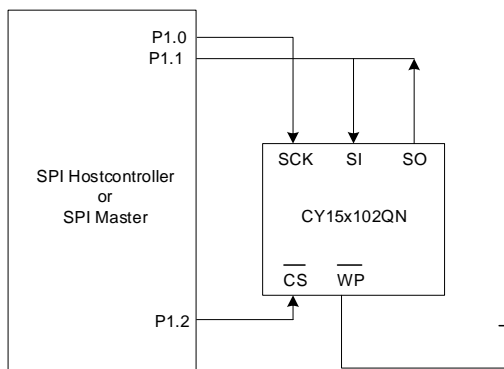 P1.0
P1.1
SCK SI SO
SPI Hostcontroller
or
SPI Master
CY15x102QN
CS WP
P1.2